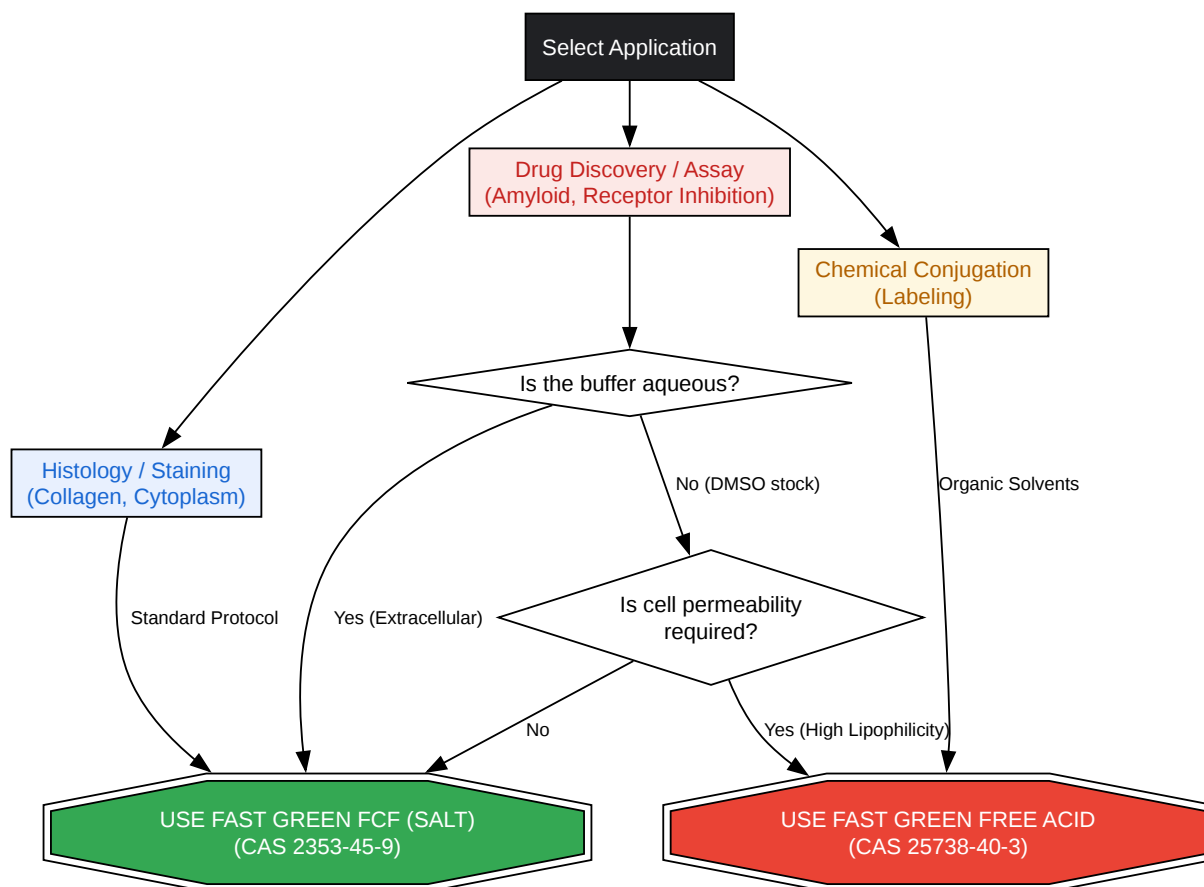 Select Application
Drug Discovery / Assay
(Amyloid, Receptor Inhibition)
Chemical Conjugation
(Labeling)
Is the buffer aqueous?
Histology / Staining
(Collagen, Cytoplasm)
No (DMSO stock)
Organic Solvents
Standard Protocol
Yes (Extracellular)
Is cell permeability
required?
No
Yes (High Lipophilicity)
USE FAST GREEN FCF (SALT)
(CAS 2353-45-9)
USE FAST GREEN FREE ACID
(CAS 25738-40-3)